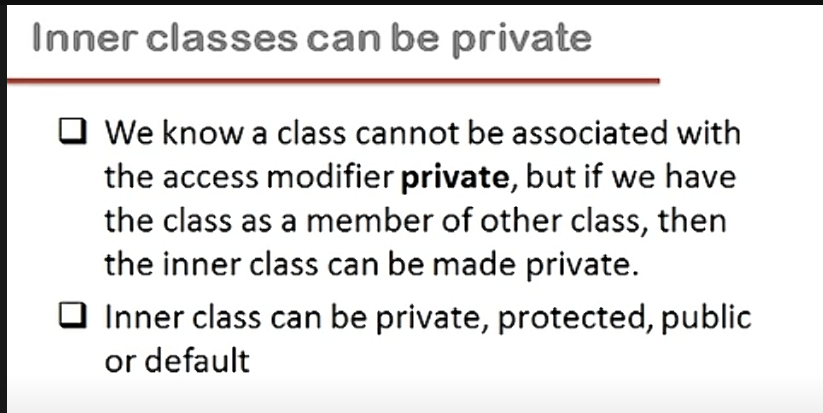 Inner classes can be private
We know a class cannot be associated with
the access modifier private, but if we have
the class as a member of other class, then
the inner class can be made private.
Inner class can be private, protected, public
or default